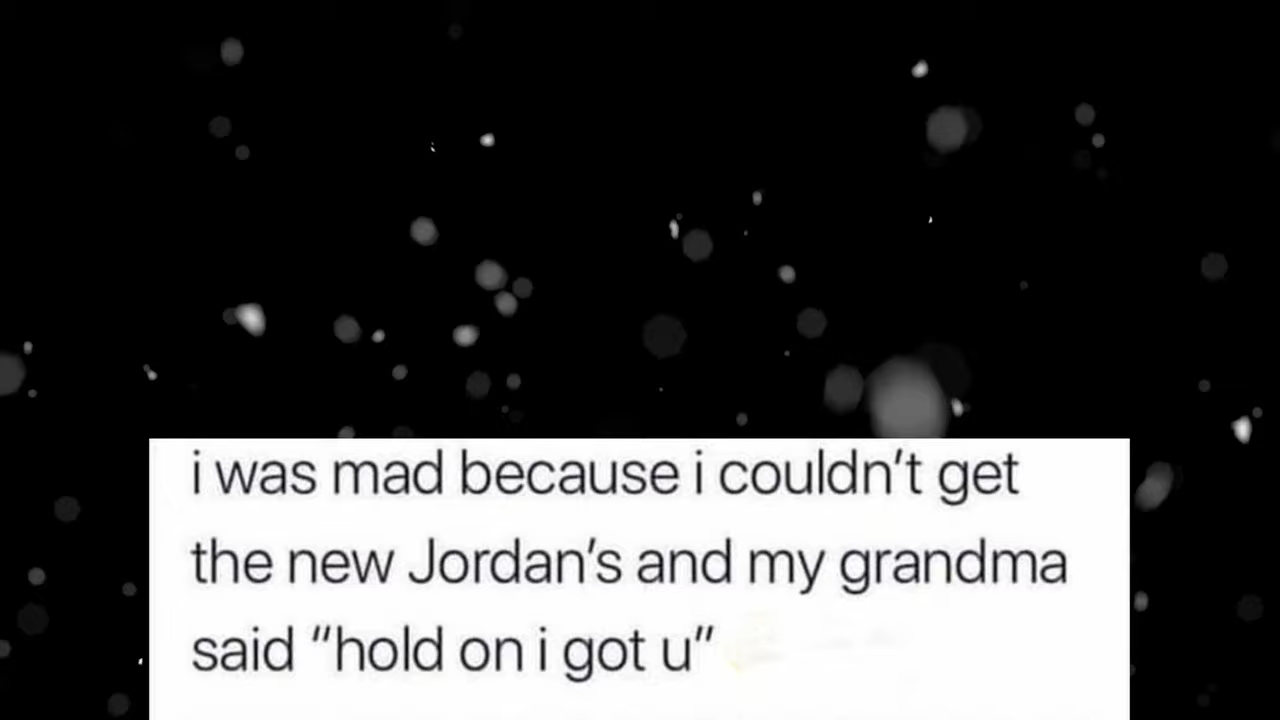 i was mad because i couldn’t get
the new Jordan’s and my grandma
said “hold on i got u”